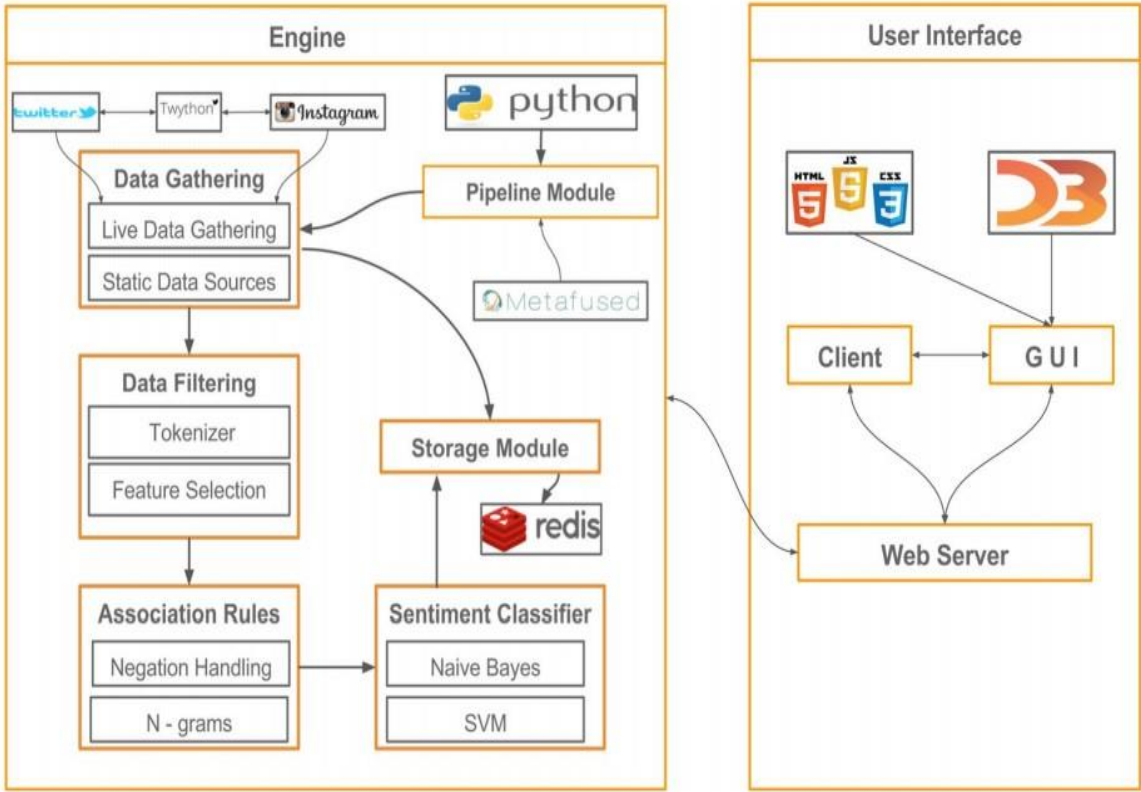 Engine
twitter
Twython
Instagram
python
Data Gathering
Live Data Gathering
Static Data Sources
Pipeline Module
Metafused
Data Filtering
Tokenizer
Feature Selection
Storage Module
redis
Association Rules
Negation Handling
N - grams
Sentiment Classifier
Naive Bayes
SVM
User Interface
HTML
5
JS
5
CSS
3
D3
Client
G U I
Web Server